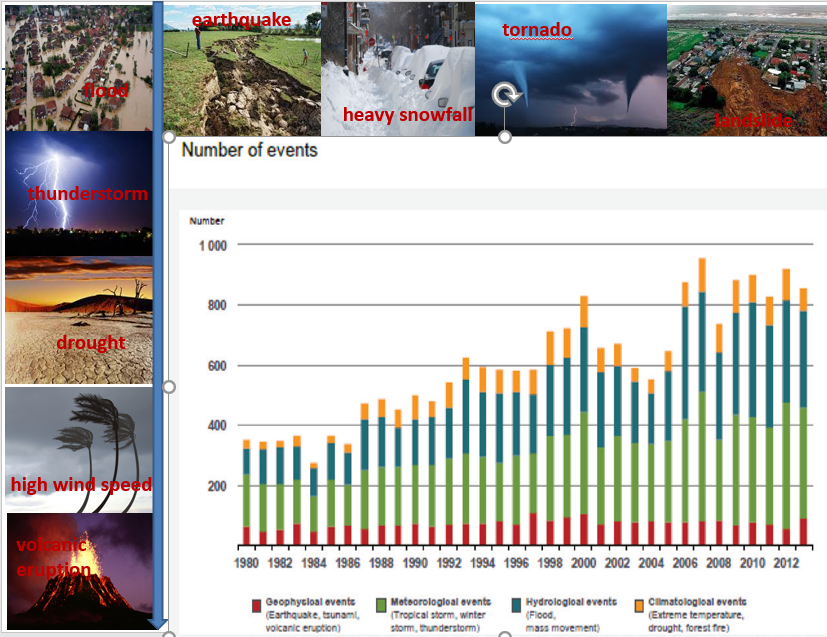 earthquake
tornado
flood
heavy snowfall
landslide
Number of events
thunderstorm
drought
high wind speed
volcanic
eruption
Number
1 000
800
600
400
200
1980 1982 1984 1986 1988 1990 1992 1994 1996 1998 2000 2002 2004 2006 2008 2010 2012
Geophysical events
(Earthquake, tsunami,
volcanic eruption)
Meteorological events
(Tropical storm, winter
storm, thunderstorm)
Hydrological events
(Flood,
mass movement)
Climatological events
(Extreme temperature,
drought, forest fire)